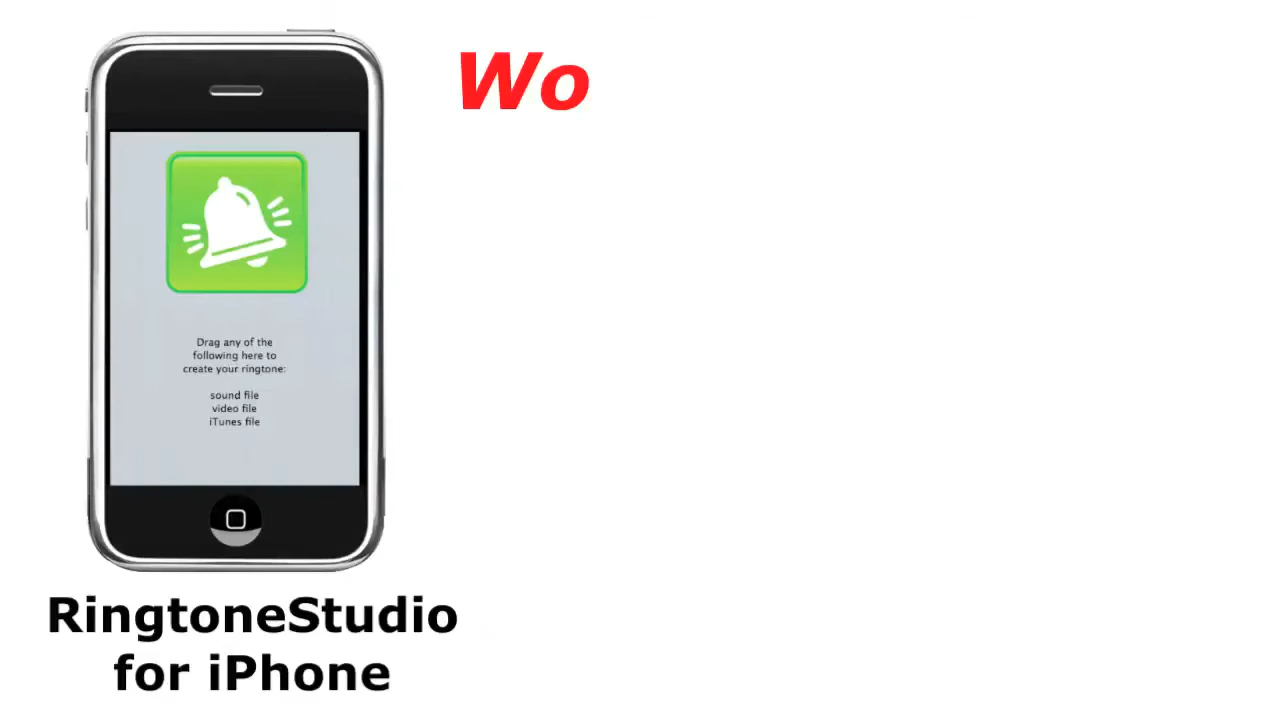 Wo
Drag any of the
following here to
create your ringtone:
sound file
video file
iTunes file
RingtoneStudio
for iPhone